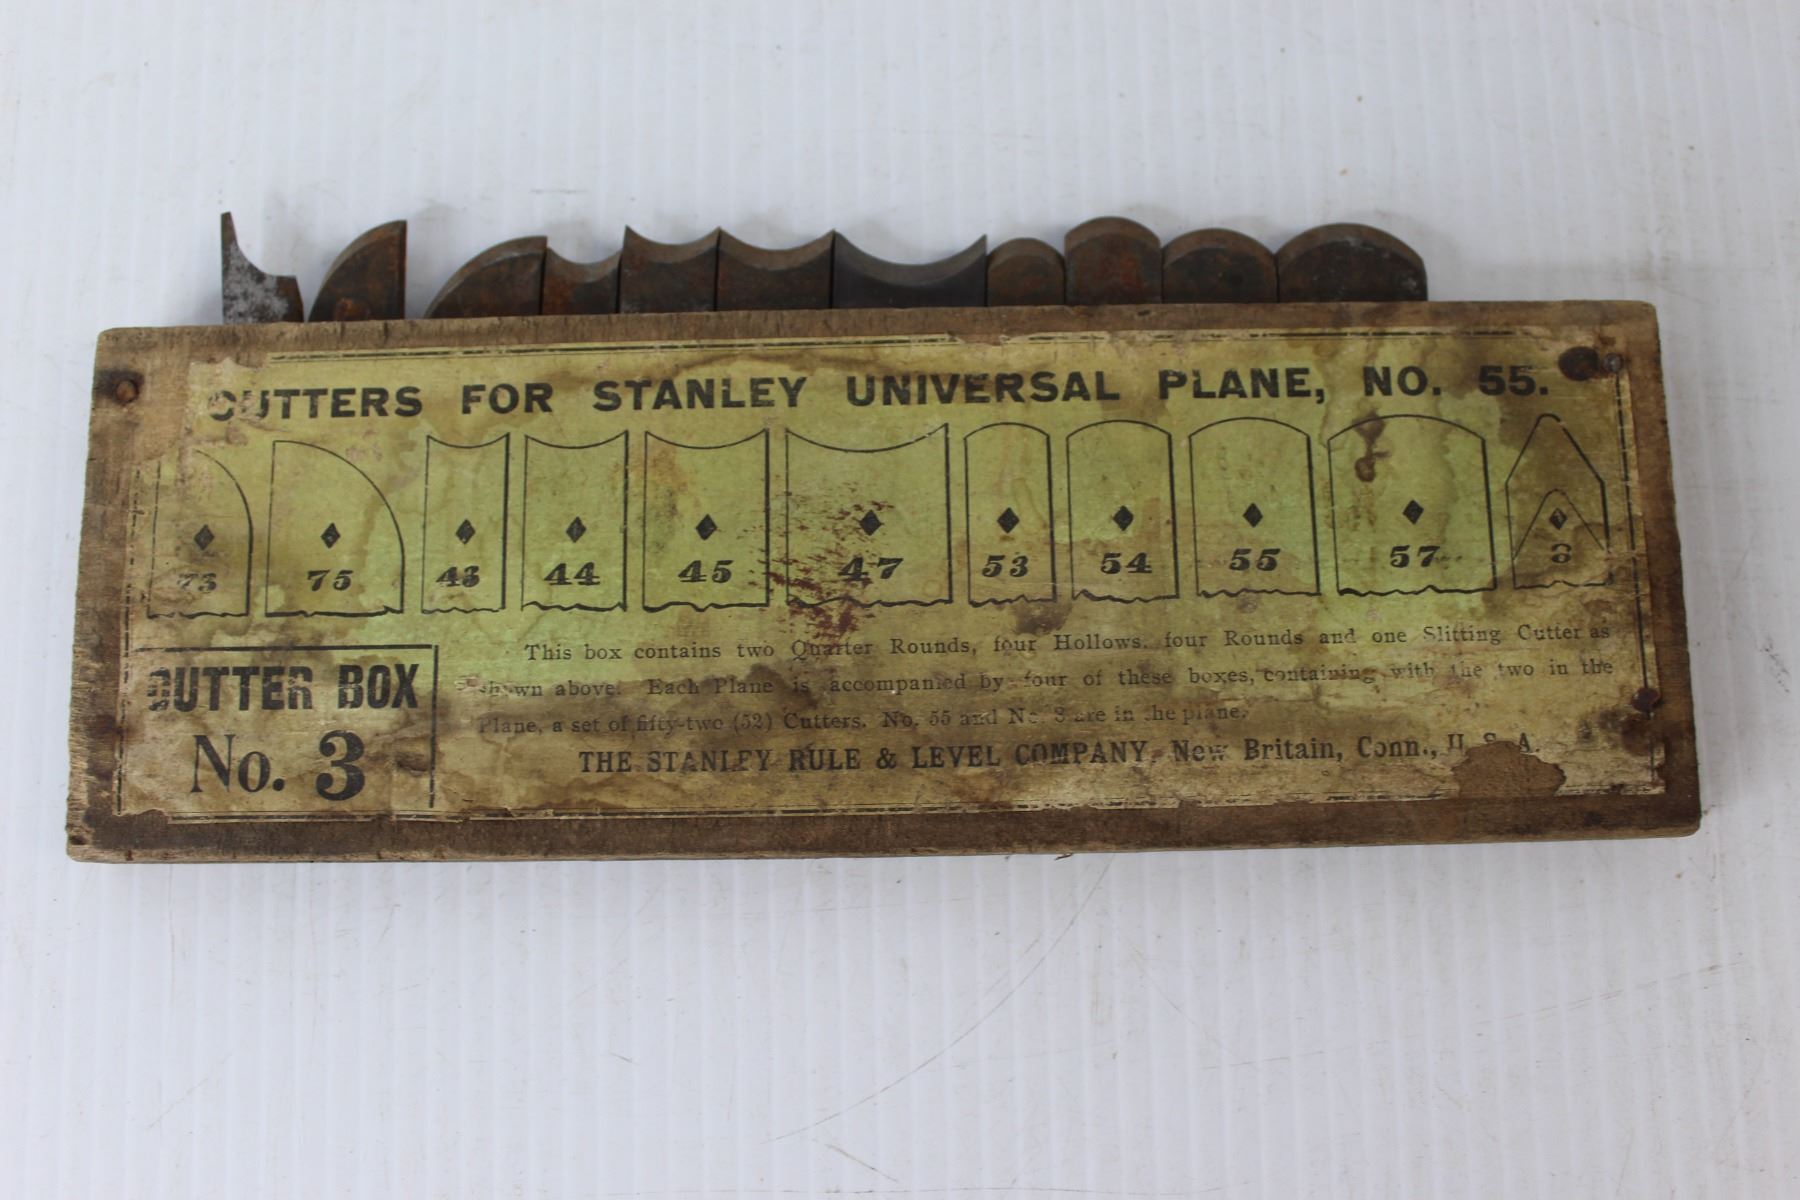 CUTTERS FOR STANLEY UNIVERSAL PLANE, NO. 55.
73 75 43 44 45 47 53 54 55 57 8
This box contains two Quarter Rounds, four Hollows, four Rounds and one Slitting Cutter as
shown above. Each Plane is accompanied by four of these boxes, containing with the two in the
Plane, a set of fifty-two (52) Cutters. No. 55 and No. 8 are in the plane.
THE STANLEY RULE & LEVEL COMPANY, New Britain, Conn., U. S. A.
CUTTER BOX
No. 3